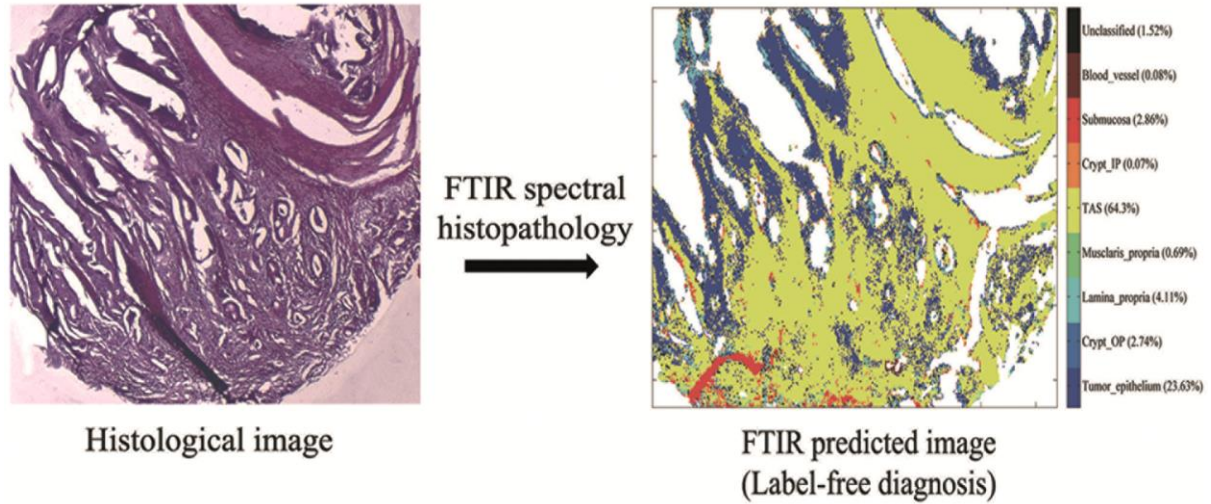 FTIR spectral
histopathology
Histological image
FTIR predicted image
(Label-free diagnosis)
Unclassified (1.52%)
Blood_vessel (0.08%)
Submucosa (2.86%)
Crypt_IP (0.07%)
TAS (64.3%)
Musclaris_propria (0.69%)
Lamina_propria (4.11%)
Crypt_OP (2.74%)
Tumor_epithelium (23.63%)